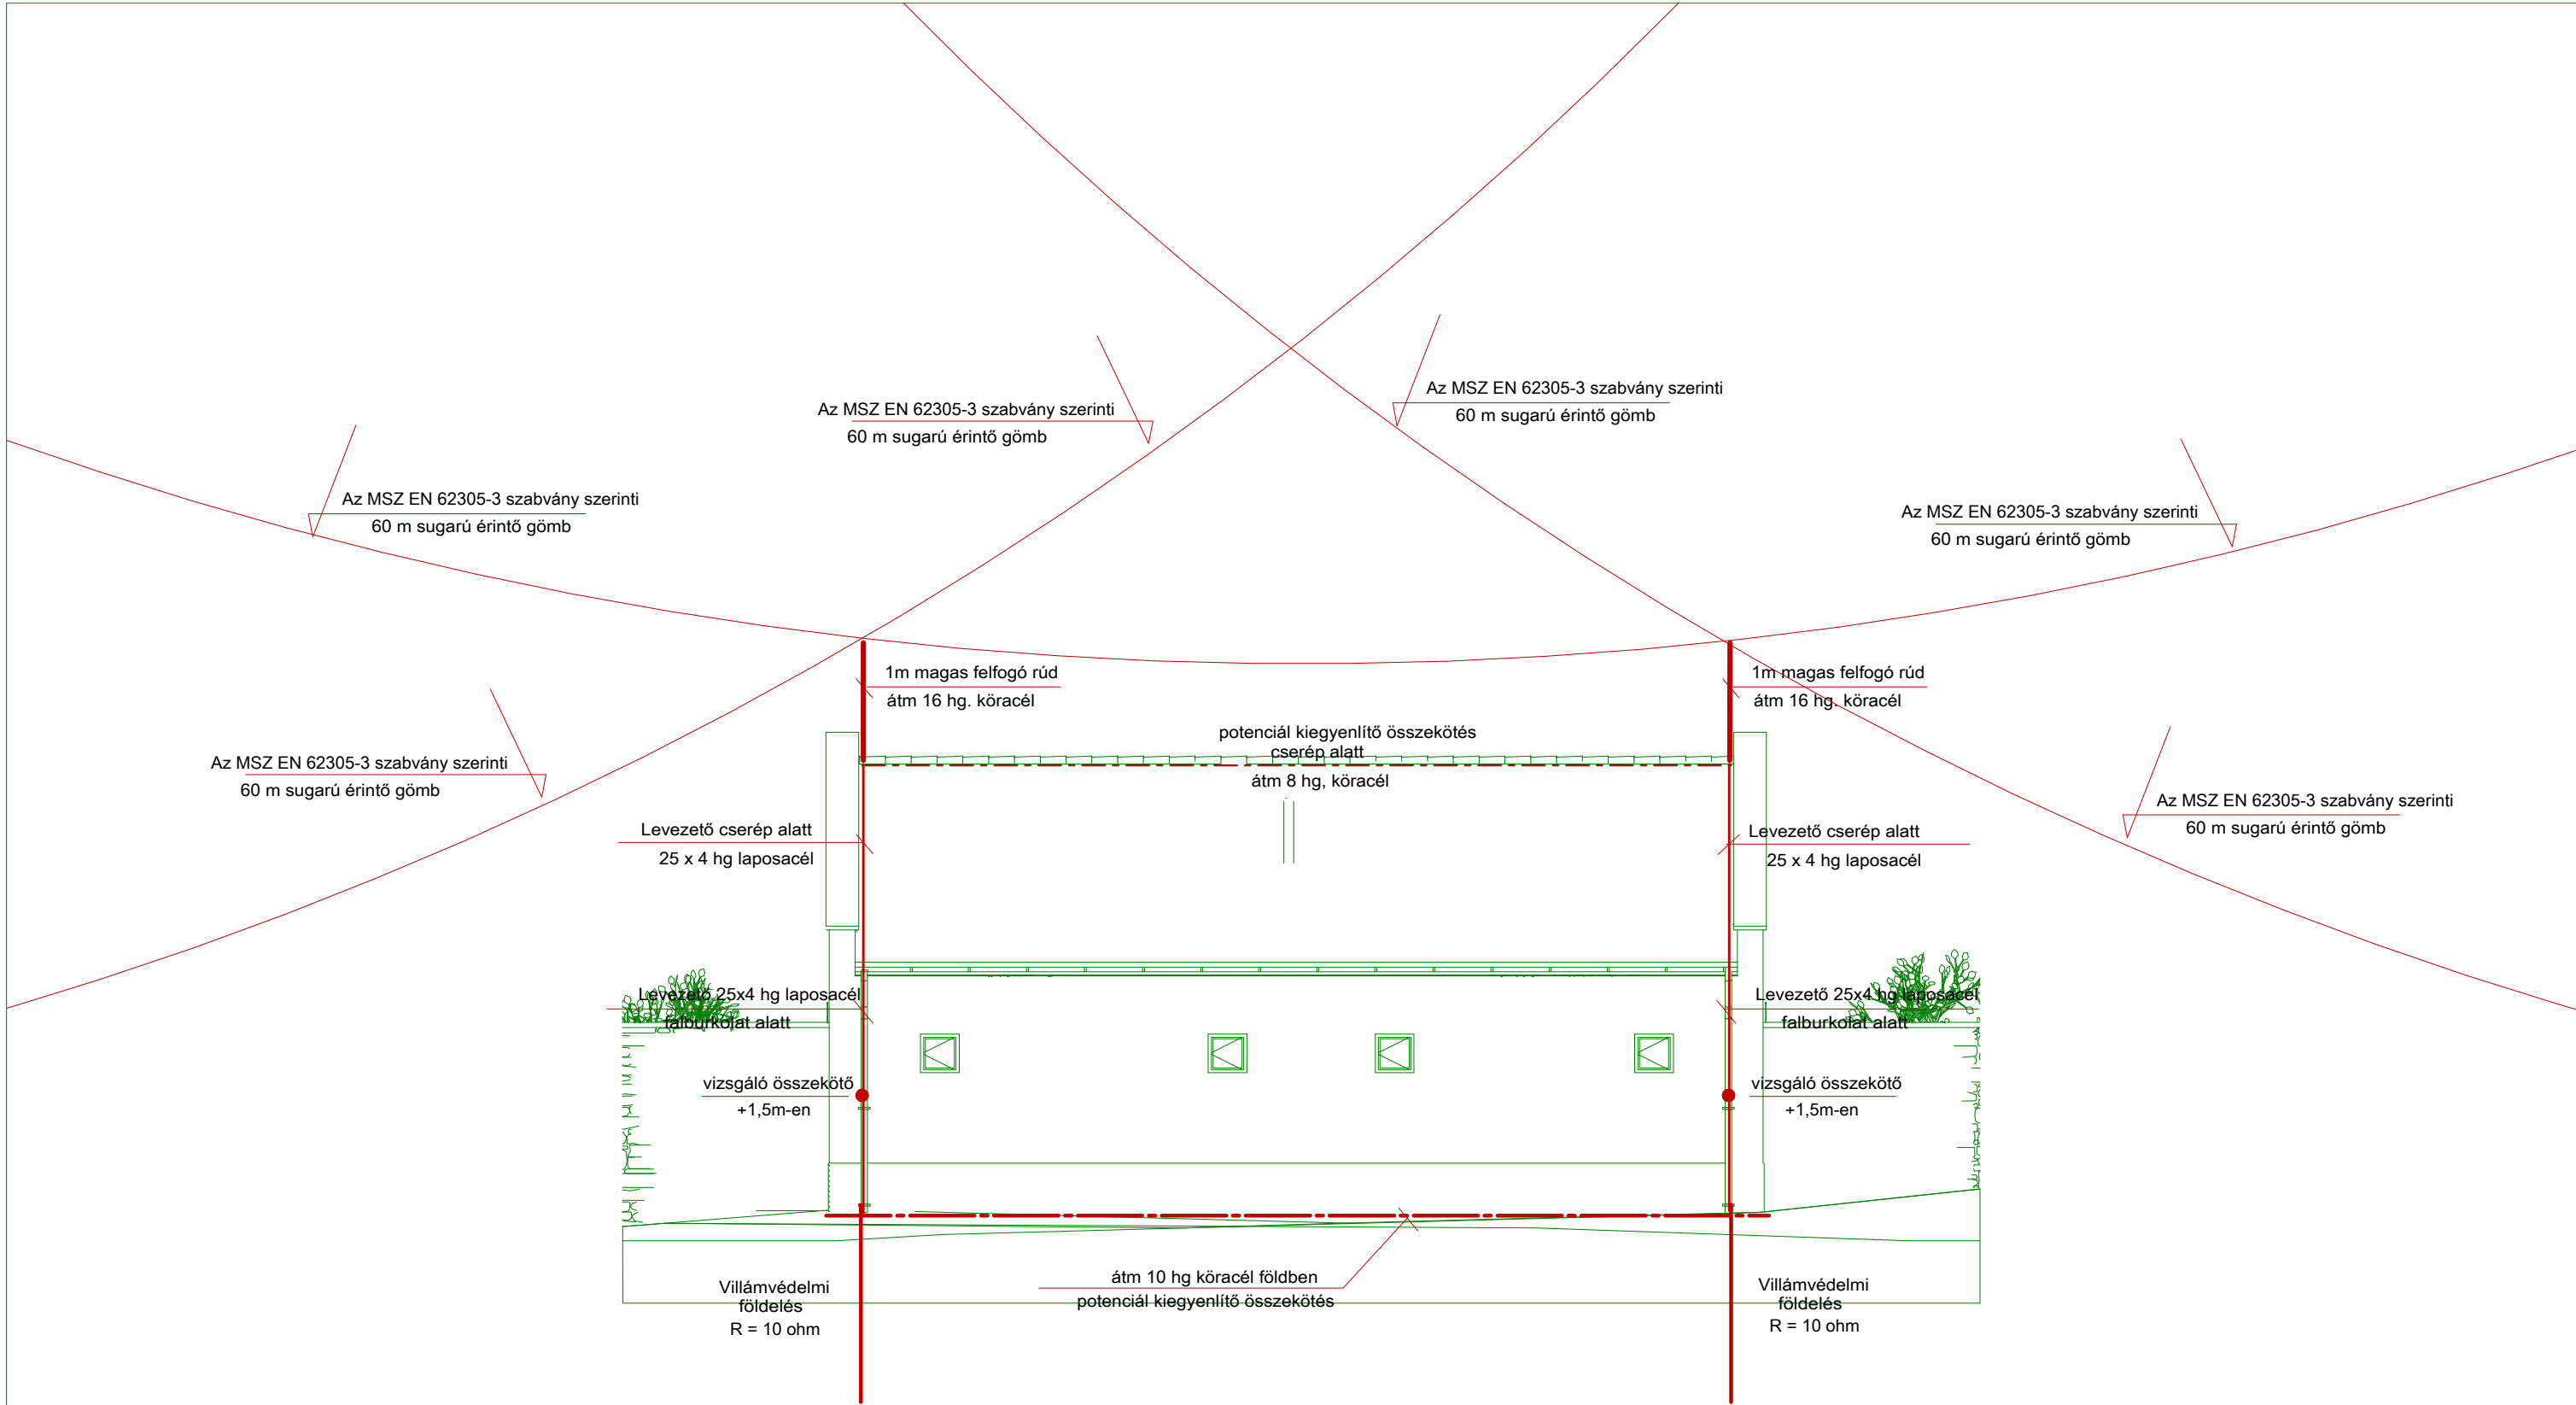 Az MSZ EN 62305-3 szabvány szerinti
60 m sugarú érintő gömb
Az MSZ EN 62305-3 szabvány szerinti
60 m sugarú érintő gömb
Az MSZ EN 62305-3 szabvány szerinti
60 m sugarú érintő gömb
Az MSZ EN 62305-3 szabvány szerinti
60 m sugarú érintő gömb
1m magas felfogó rúd
átm 16 hg. köracél
1m magas felfogó rúd
átm 16 hg. köracél
potenciál kiegyenlítő összekötés
cserép alatt
átm 8 hg, köracél
Az MSZ EN 62305-3 szabvány szerinti
60 m sugarú érintő gömb
Az MSZ EN 62305-3 szabvány szerinti
60 m sugarú érintő gömb
Levezető cserép alatt
25 x 4 hg laposacél
Levezető cserép alatt
25 x 4 hg laposacél
Levezető 25x4 hg laposacél
falburkolat alatt
Levezető 25x4 hg laposacél
falburkolat alatt
vizsgáló összekötő
+1,5m-en
vizsgáló összekötő
+1,5m-en
Villámvédelmi
földelés
R = 10 ohm
átm 10 hg köracél földben
potenciál kiegyenlítő összekötés
Villámvédelmi
földelés
R = 10 ohm